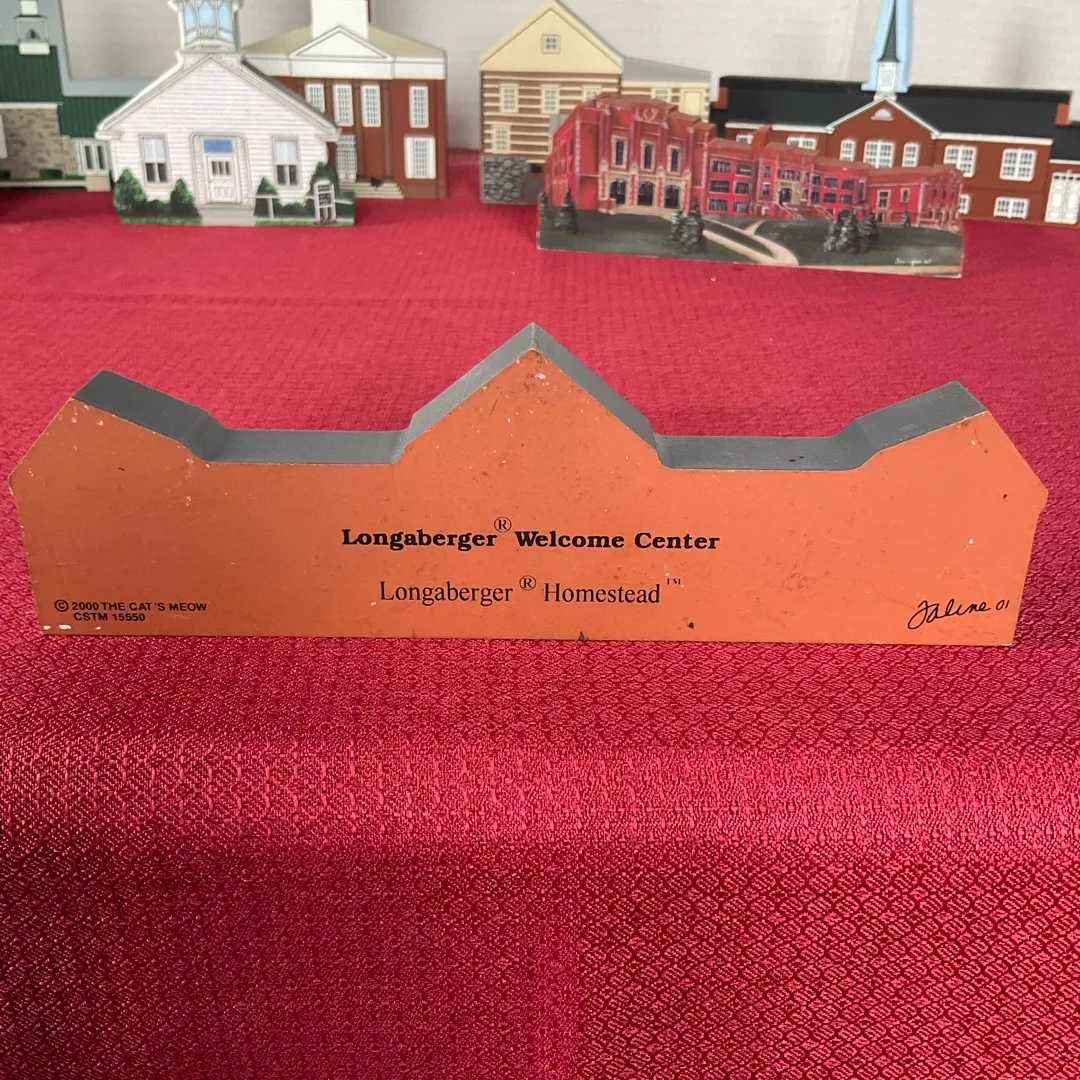 Longaberger® Welcome Center
Longaberger® Homestead™
© 2000 THE CAT'S MEOW
CSTM 15550
Faline 01